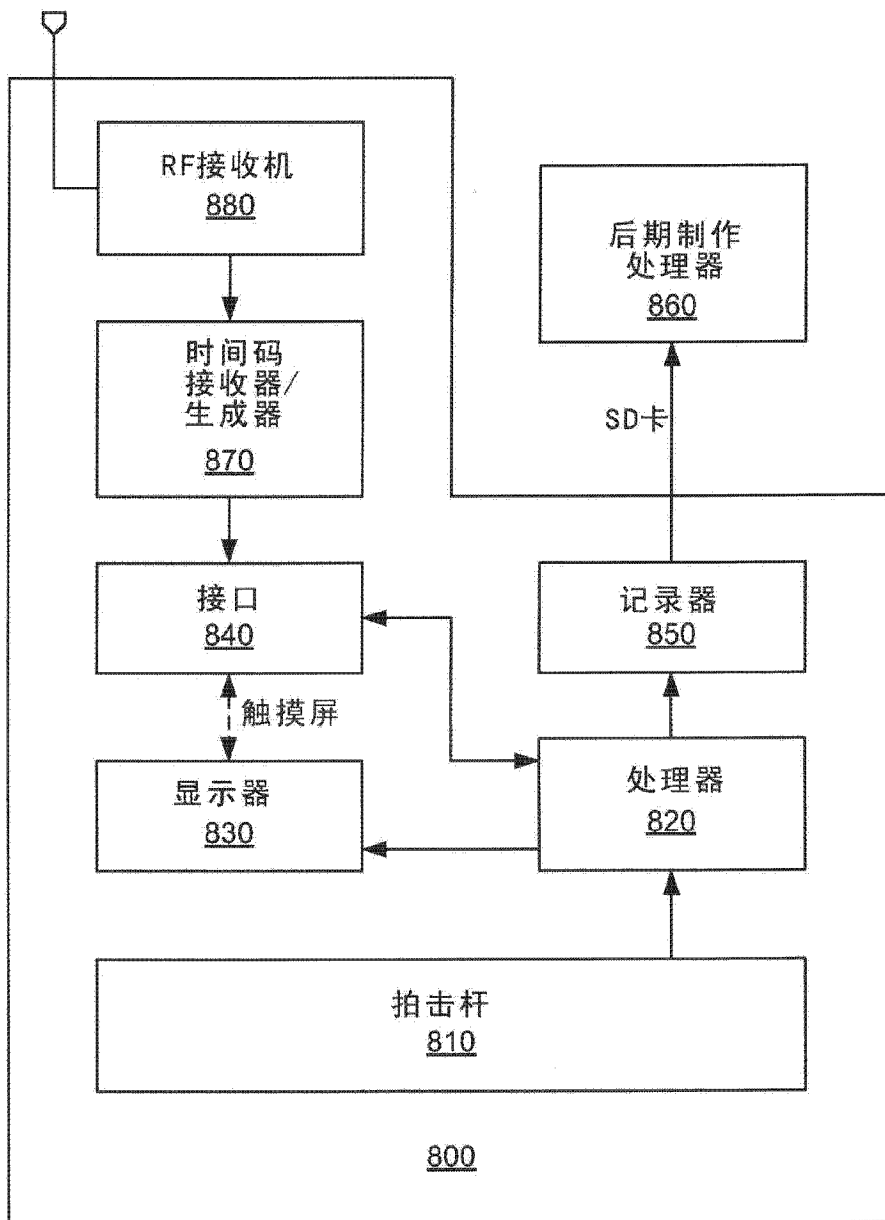 RF接收机
880
后期制作
处理器
860
时间码
接收器/
生成器
870
SD卡
接口
840
记录器
850
触摸屏
显示器
830
处理器
820
拍击杆
810
800